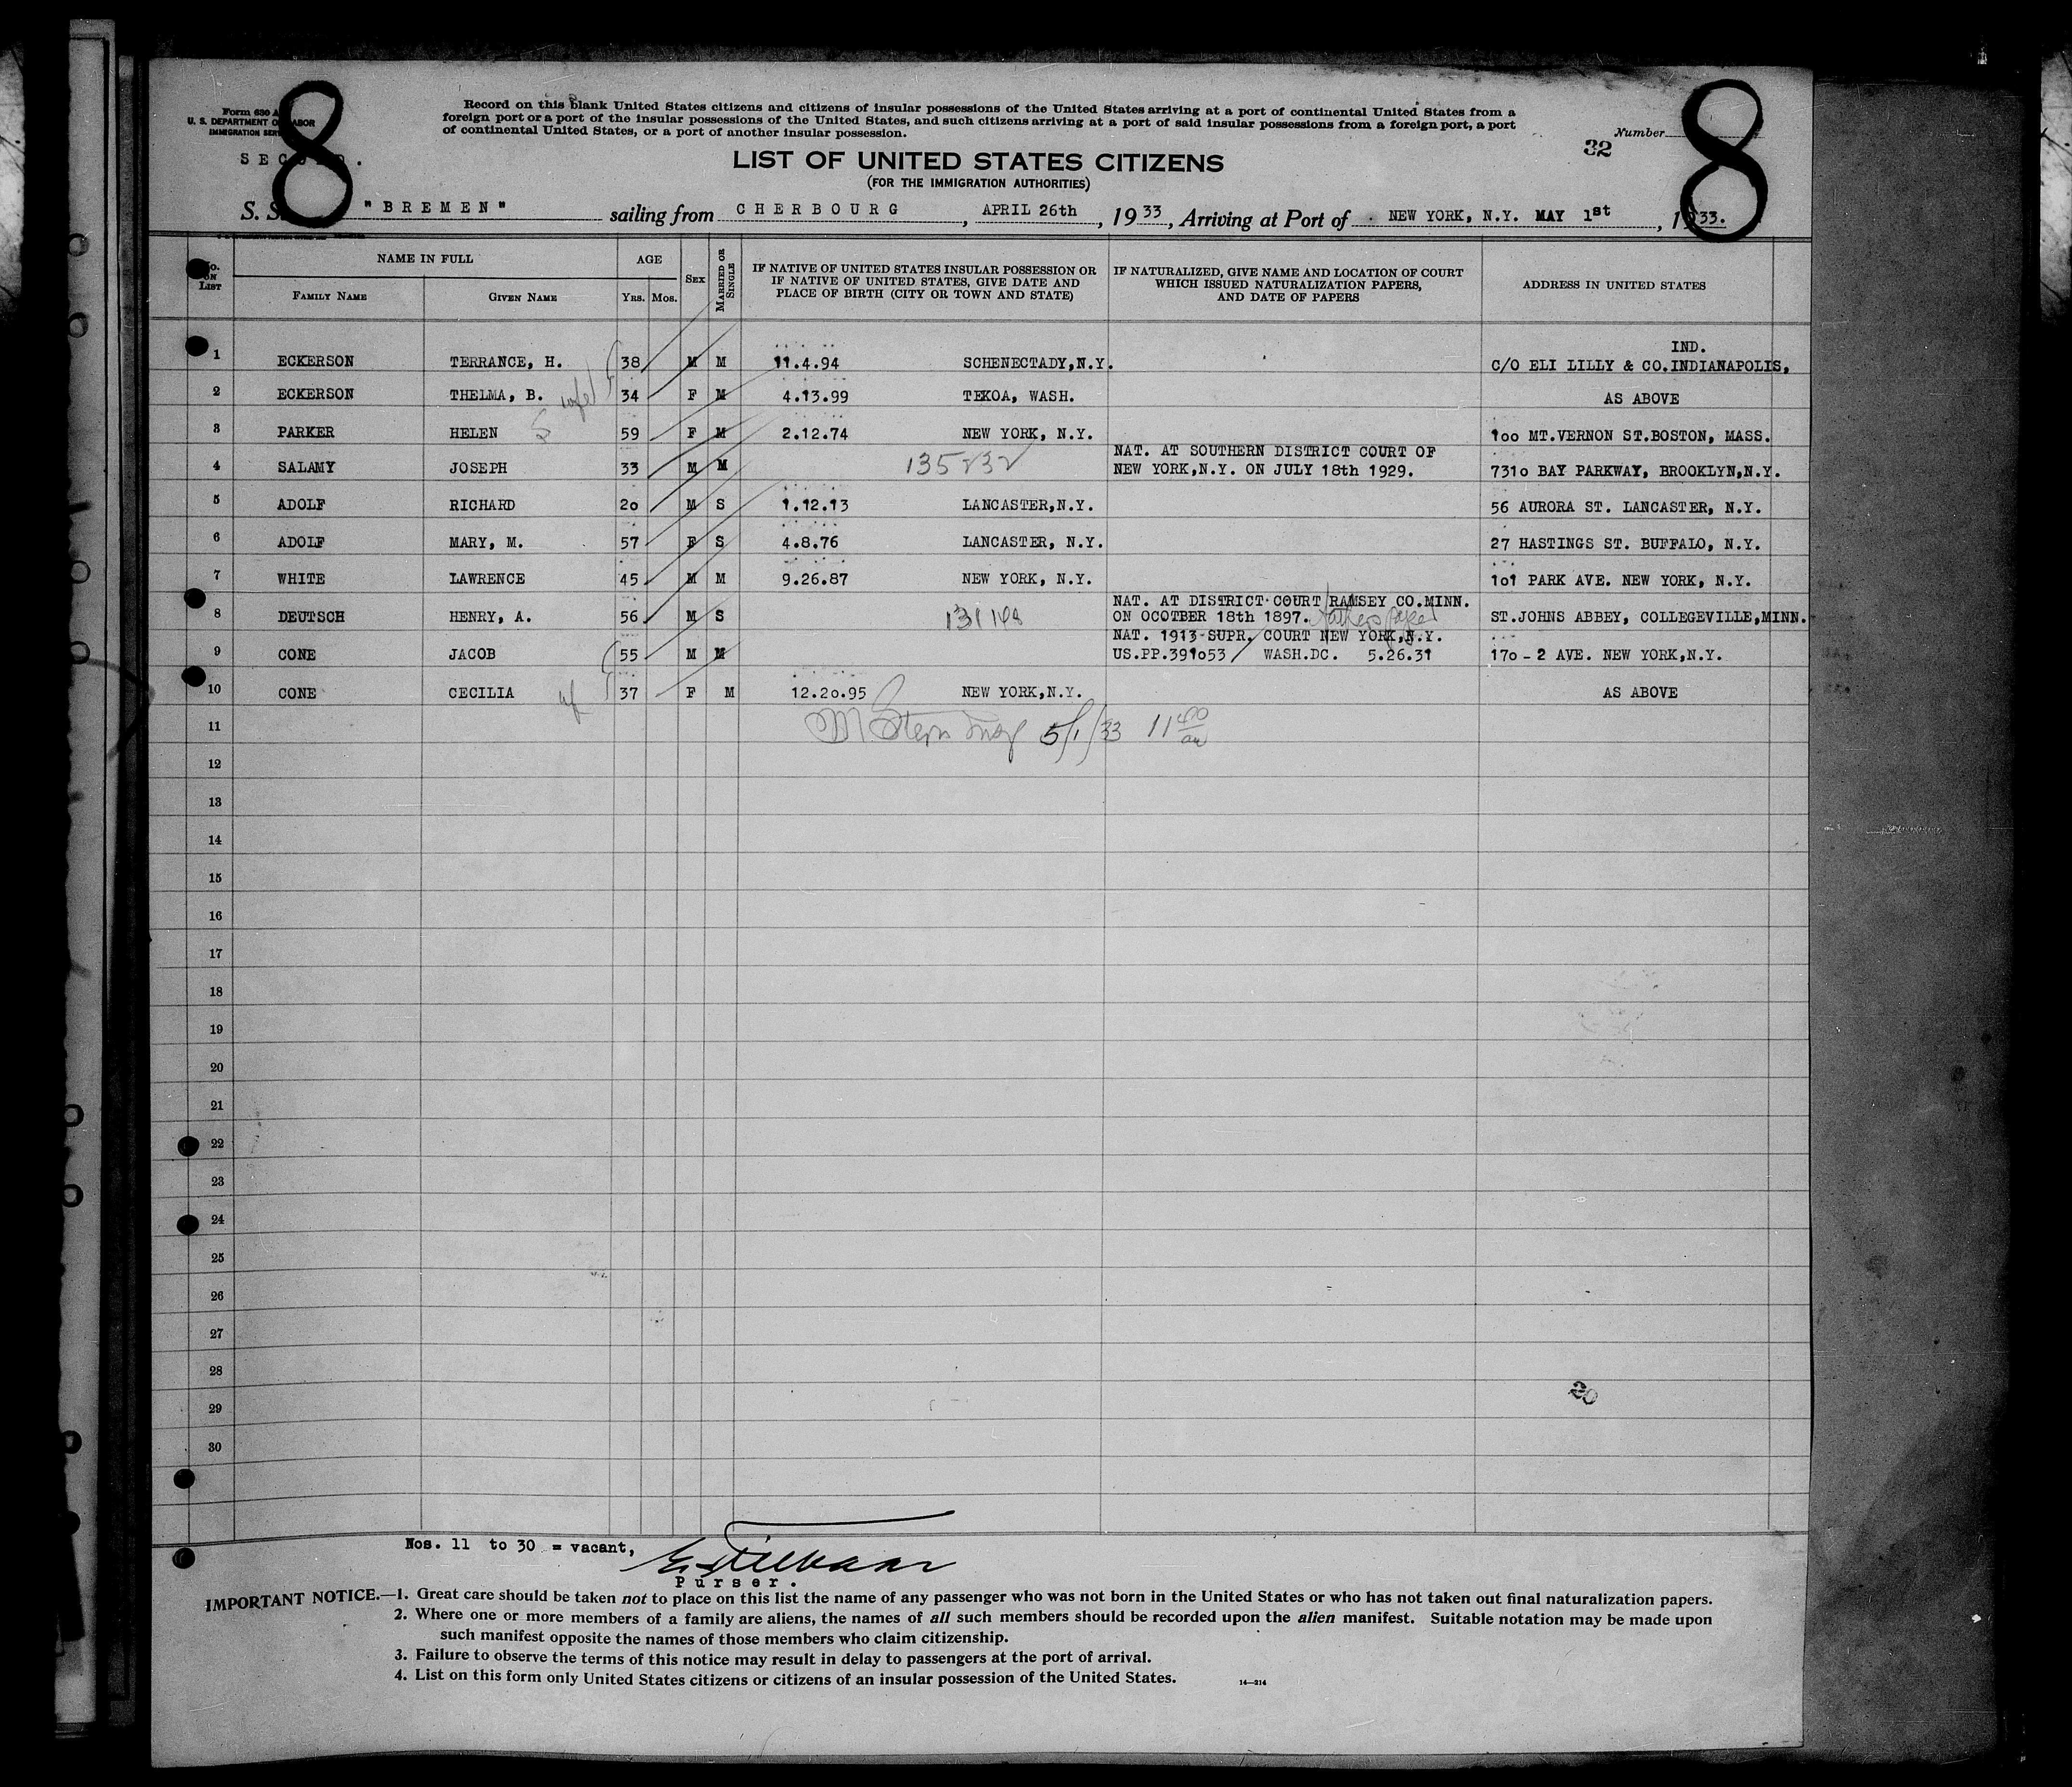 8
8
Form 630 A
U. S. DEPARTMENT OF LABOR
IMMIGRATION SERV
Record on this blank United States citizens and citizens of insular possessions of the United States arriving at a port of continental United States from a
foreign port or a port of the insular possessions of the United States, and such citizens arriving at a port of said insular possessions from a foreign port, a port
of continental United States, or a port of another insular possession.
Number
32
SECOND.
LIST OF UNITED STATES CITIZENS
(FOR THE IMMIGRATION AUTHORITIES)
S. S. "BREMEN" sailing from CHERBOURG, APRIL 26th, 1933, Arriving at Port of NEW YORK, N.Y. MAY 1st, 1933.
No. ON LIST NAME IN FULL AGE SEX MARRIED OR SINGLE IF NATIVE OF UNITED STATES INSULAR POSSESSION OR IF NATIVE OF UNITED STATES, GIVE DATE AND PLACE OF BIRTH (CITY OR TOWN AND STATE) IF NATURALIZED, GIVE NAME AND LOCATION OF COURT WHICH ISSUED NATURALIZATION PAPERS, AND DATE OF PAPERS ADDRESS IN UNITED STATES
FAMILY NAME GIVEN NAME YRS. MOS.
IND.
1 ECKERSON TERRANCE, H. 38 M M 11.4.94 SCHENECTADY,N.Y. C/O ELI LILLY & CO.INDIANAPOLIS,
2 ECKERSON THELMA, B. wife 34 F M 4.13.99 TEKOA, WASH. AS ABOVE
3 PARKER HELEN 59 F M 2.12.74 NEW YORK, N.Y. 100 MT.VERNON ST.BOSTON, MASS.
NAT. AT SOUTHERN DISTRICT COURT OF
4 SALAMY JOSEPH 33 M M 135232 NEW YORK,N.Y. ON JULY 18th 1929. 7310 BAY PARKWAY, BROOKLYN,N.Y.
5 ADOLF RICHARD 20 M S 1.12.13 LANCASTER,N.Y. 56 AURORA ST. LANCASTER, N.Y.
6 ADOLF MARY, M. 57 F S 4.8.76 LANCASTER, N.Y. 27 HASTINGS ST. BUFFALO, N.Y.
7 WHITE LAWRENCE 45 M M 9.26.87 NEW YORK, N.Y. 101 PARK AVE. NEW YORK, N.Y.
NAT. AT DISTRICT COURT RAMSEY CO.MINN.
8 DEUTSCH HENRY, A. 56 M S 131148 ON OCOTBER 18th 1897. fathers paper ST.JOHNS ABBEY, COLLEGEVILLE,MINN.
NAT. 1913 SUPR. COURT NEW YORK,N.Y.
9 CONE JACOB 55 M M US.PP.391053 WASH.DC. 5.26.31 170 - 2 AVE. NEW YORK,N.Y.
10 CONE CECILIA wf 37 F M 12.20.95 NEW YORK,N.Y. AS ABOVE
11 M Stern 5/1/33 11 40 am
12
13
14
15
16
17
18
19
20
21
22
23
24
25
26
27
28
20
29
30
Nos. 11 to 30 = vacant,
Purser.
IMPORTANT NOTICE.—1. Great care should be taken not to place on this list the name of any passenger who was not born in the United States or who has not taken out final naturalization papers.
2. Where one or more members of a family are aliens, the names of all such members should be recorded upon the alien manifest. Suitable notation may be made upon
such manifest opposite the names of those members who claim citizenship.
3. Failure to observe the terms of this notice may result in delay to passengers at the port of arrival.
4. List on this form only United States citizens or citizens of an insular possession of the United States.
14—214